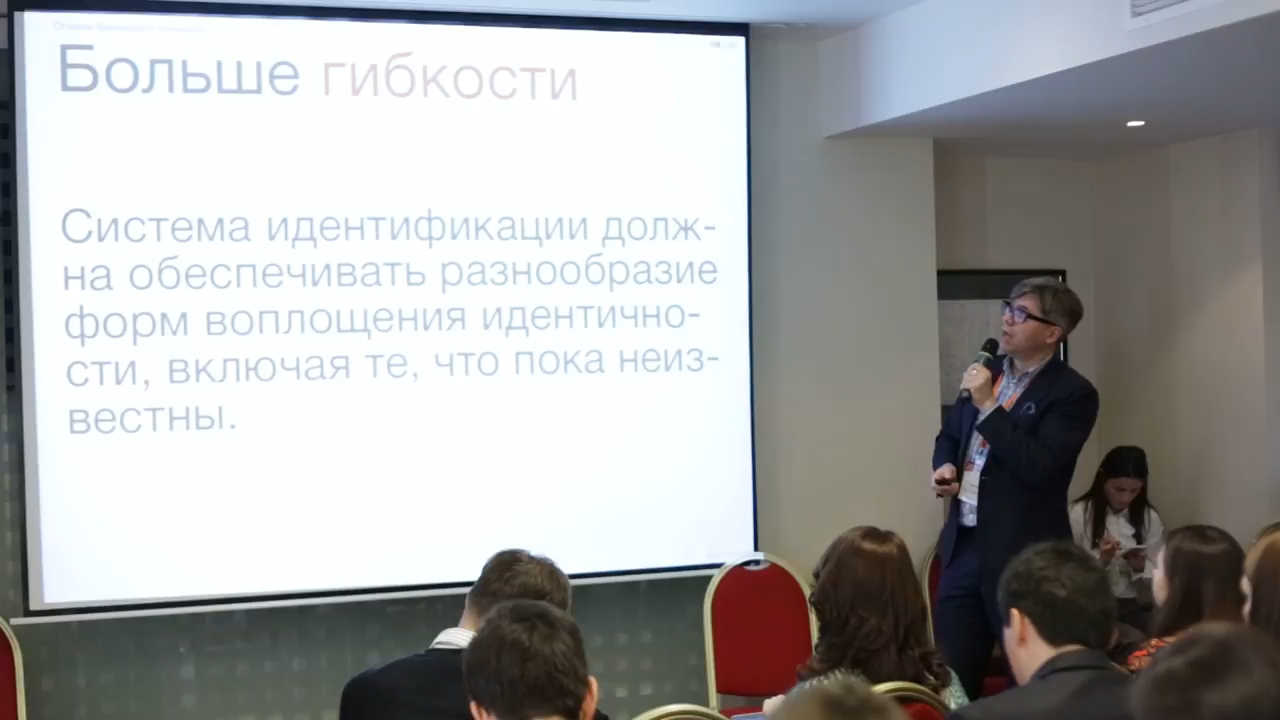 Больше гибкости
Система идентификации долж-
на обеспечивать разнообразие
форм воплощения идентично-
сти, включая те, что пока неиз-
вестны.